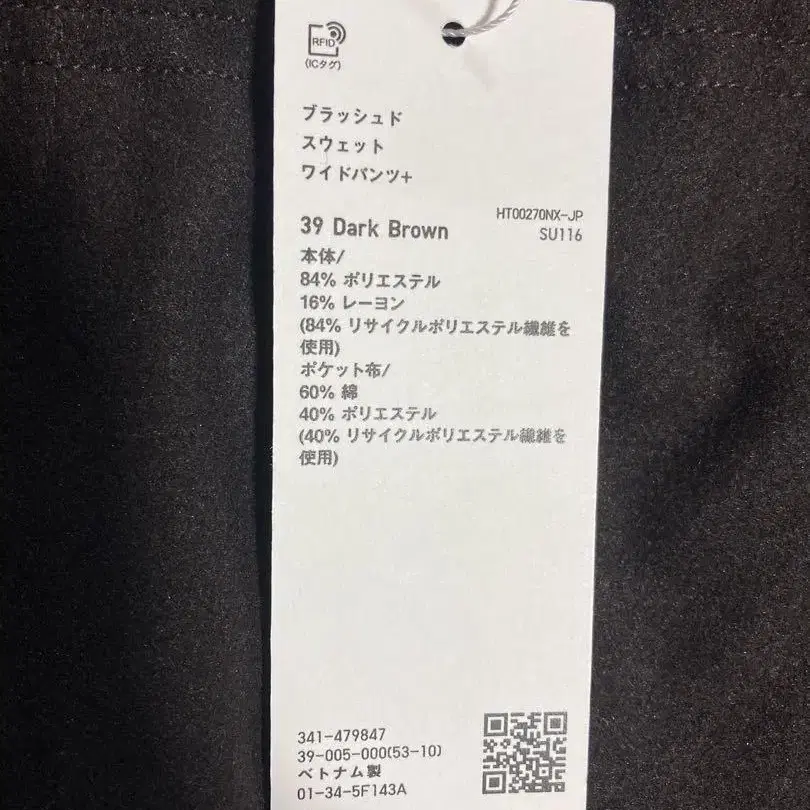 RFID
(ICタグ)
ブラッシュド
スウェット
ワイドパンツ+
HT00270NX-JP
39 Dark Brown
SU116
本体/
84% ポリエステル
16% レーヨン
(84% リサイクルポリエステル繊維を
使用)
ポケット布/
60% 綿
40% ポリエステル
(40% リサイクルポリエステル繊維を
使用)
341-479847
39-005-000(53-10)
ベトナム製
01-34-5F143A